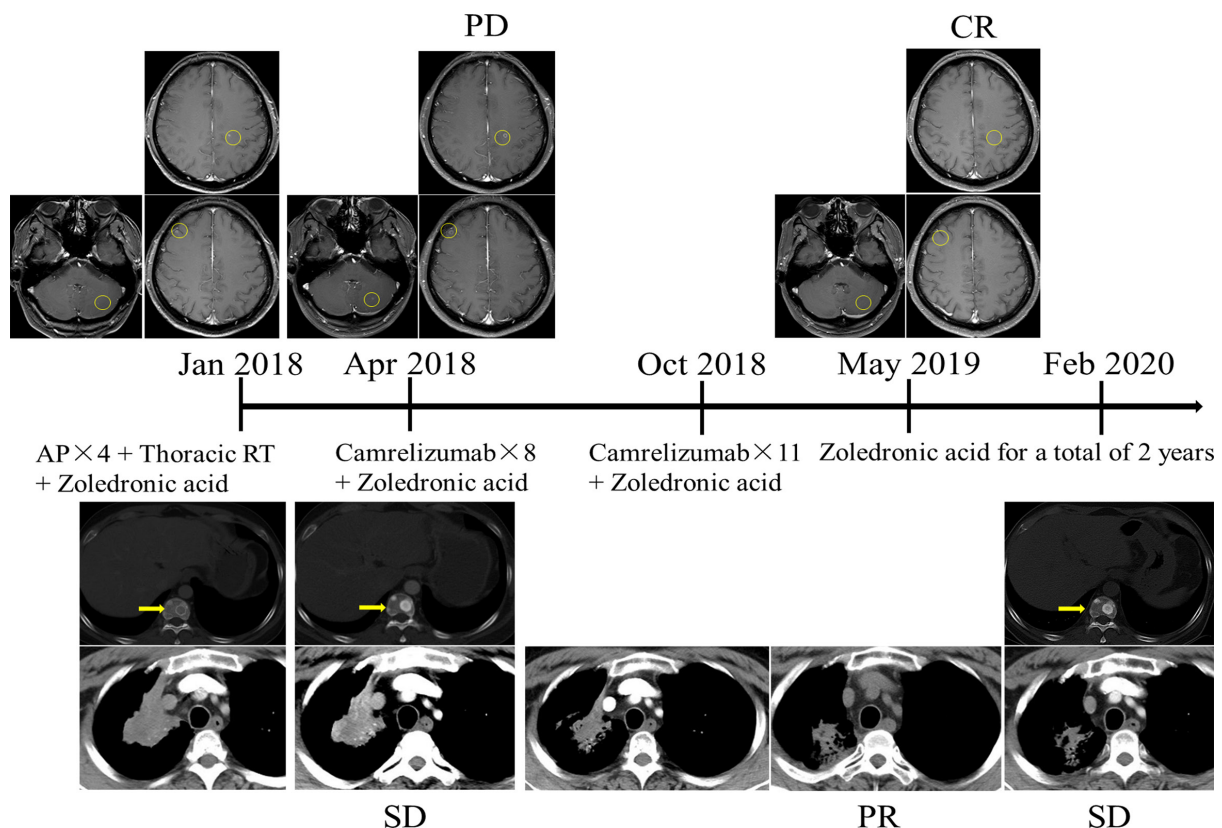 PD
CR
Jan 2018
Apr 2018
Oct 2018
May 2019
Feb 2020
AP×4 + Thoracic RT
+ Zoledronic acid
Camrelizumab×8
+ Zoledronic acid
Camrelizumab×11
+ Zoledronic acid
Zoledronic acid for a total of 2 years
SD
PR
SD